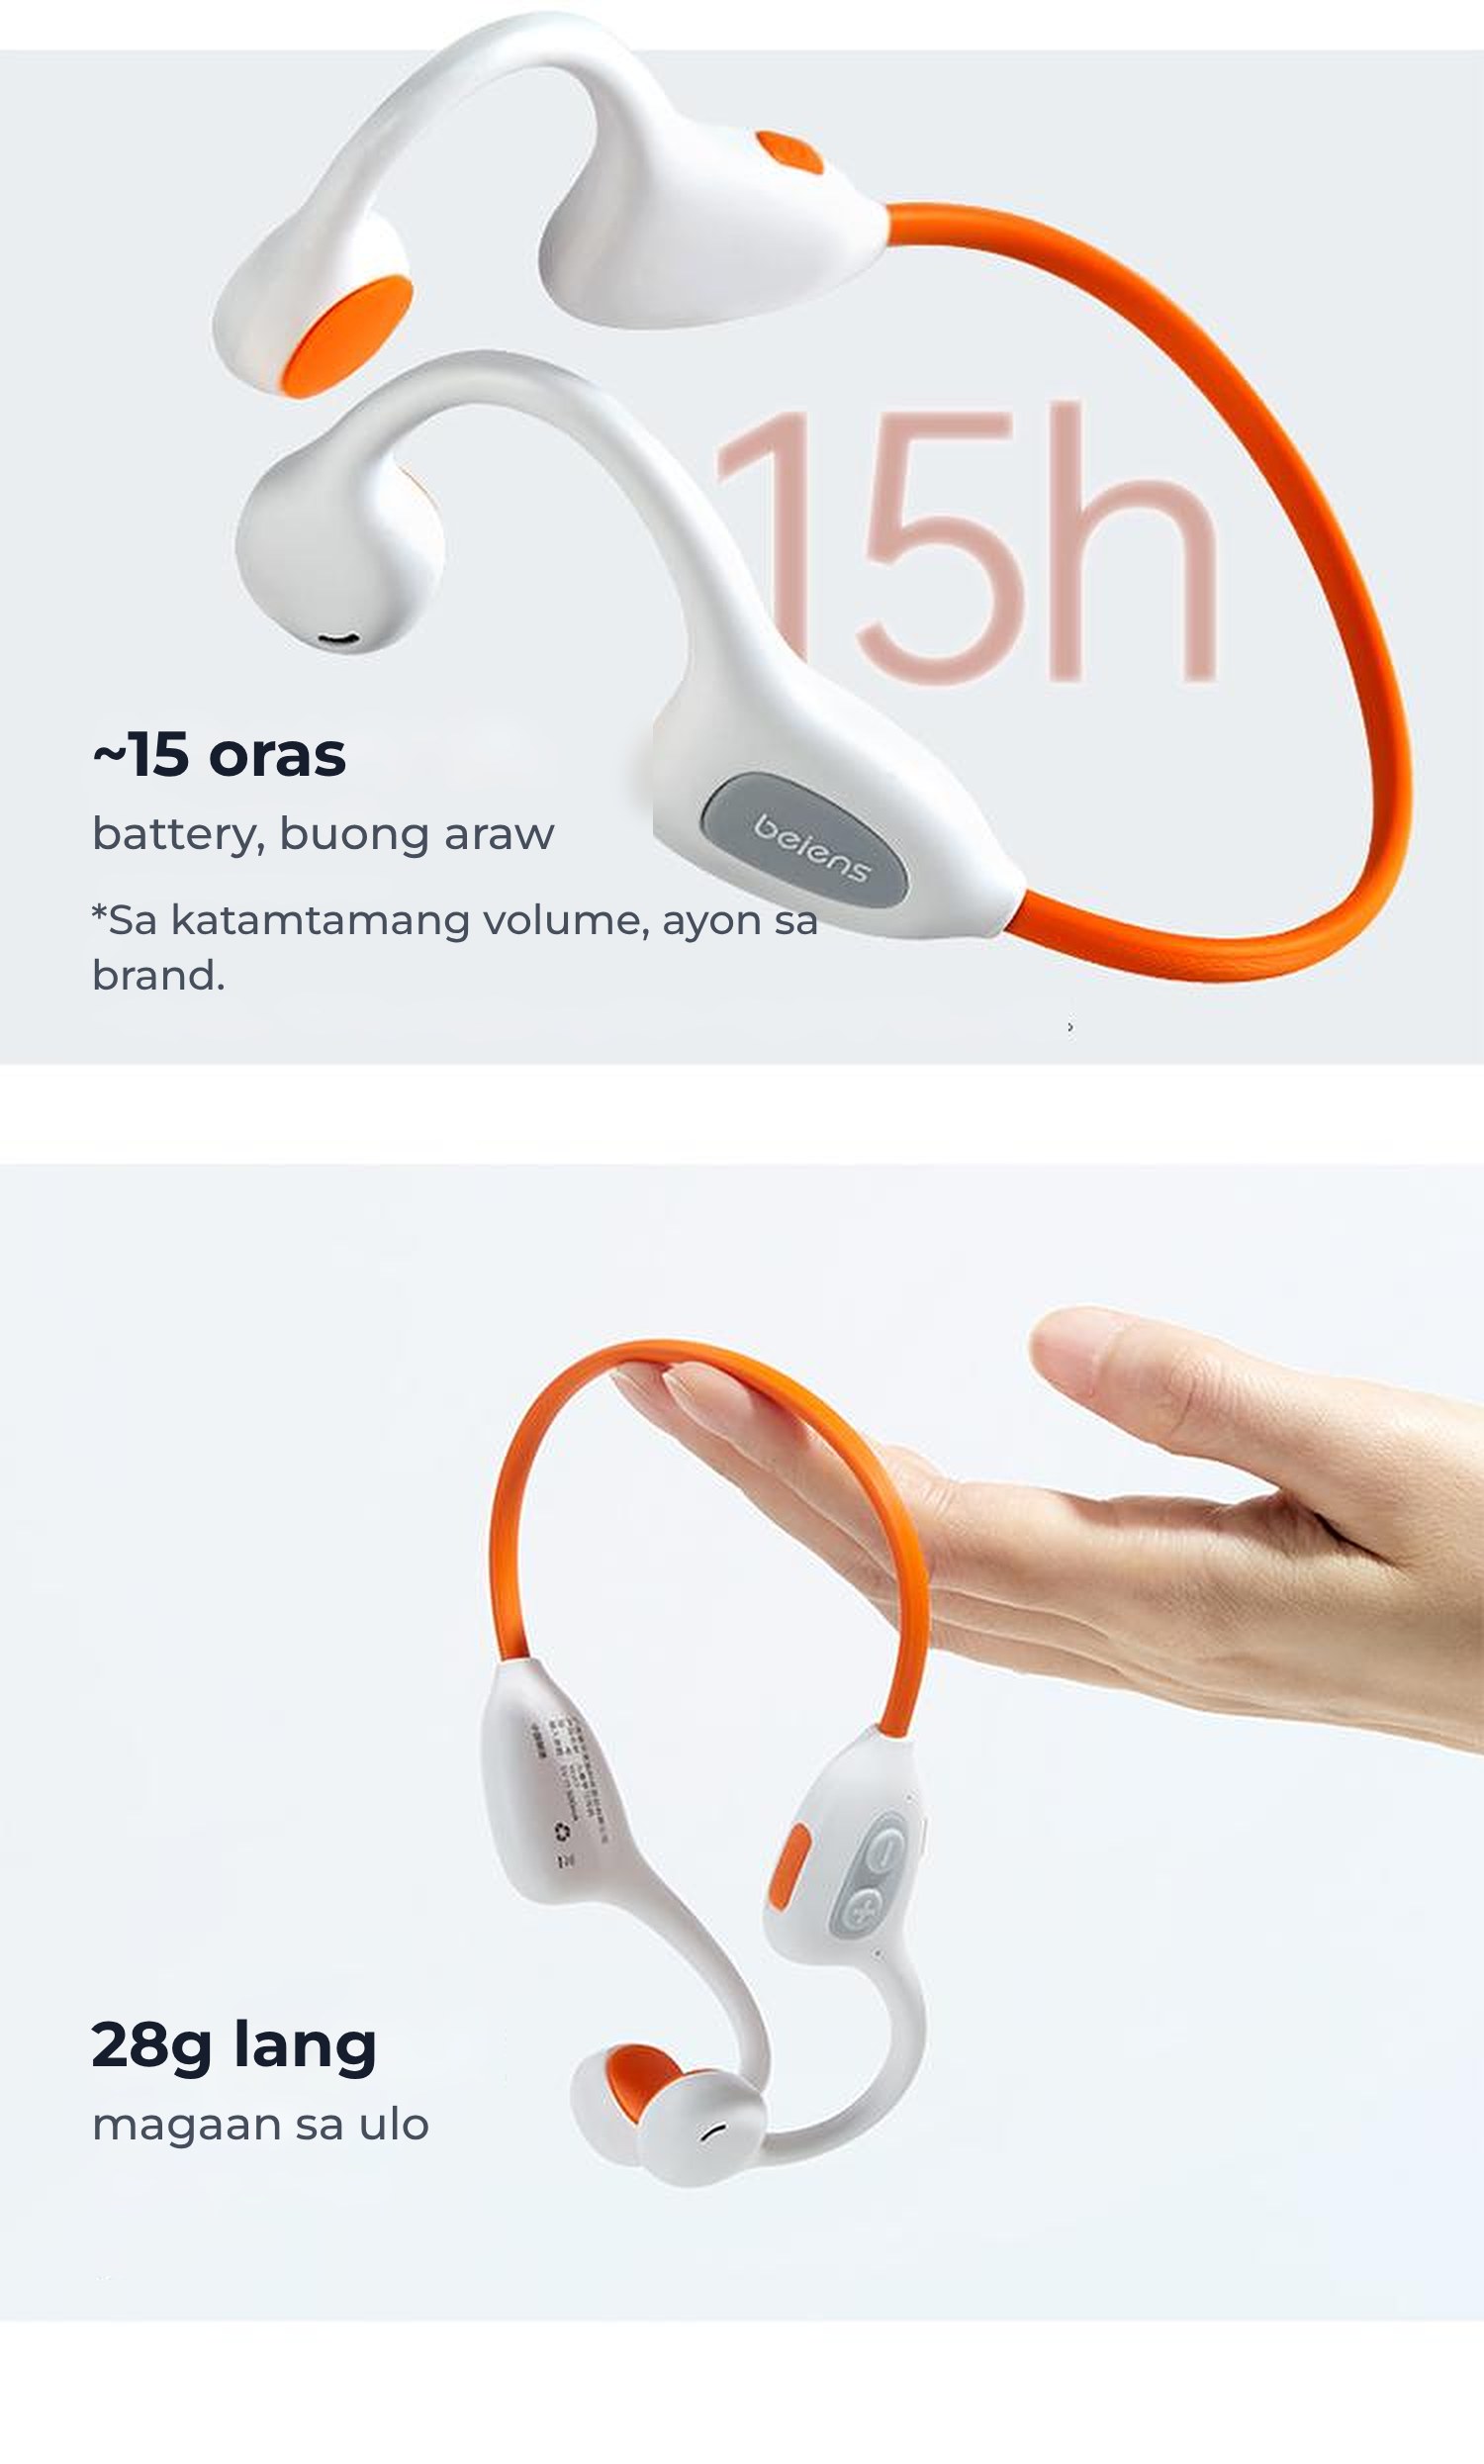 15h
beiens
~15 oras
battery, buong araw
*Sa katamtamang volume, ayon sa
brand.
28g lang
magaan sa ulo